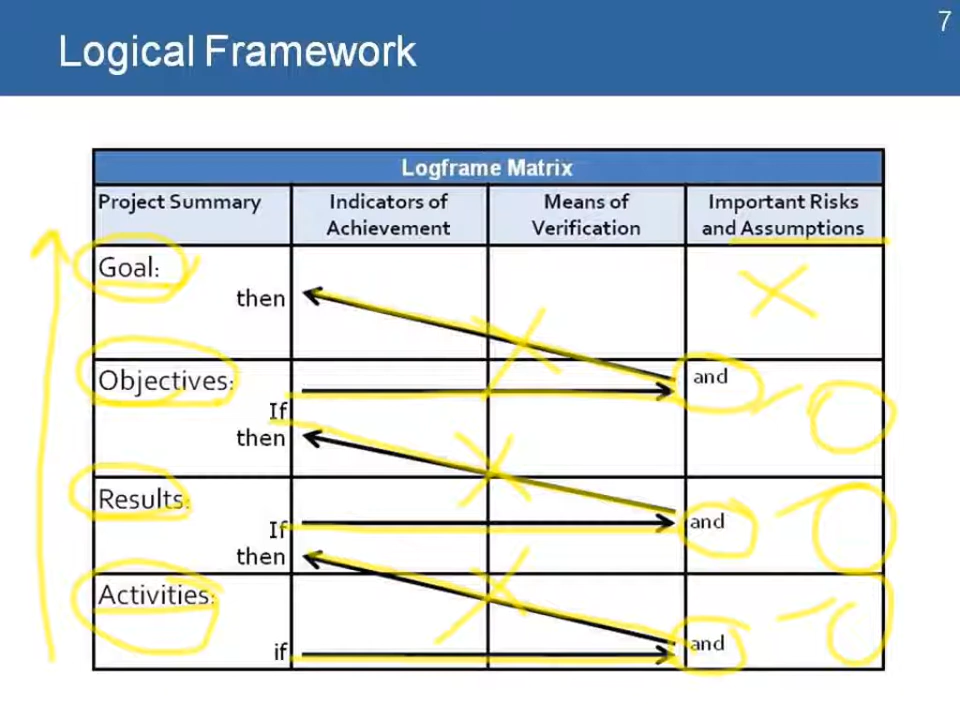 7
Logical Framework
Logframe Matrix
Project Summary
Indicators of
Achievement
Means of
Verification
Important Risks
and Assumptions
Goal:
then
Objectives:
and
If
then
Results:
and
If
then
Activities:
and
if